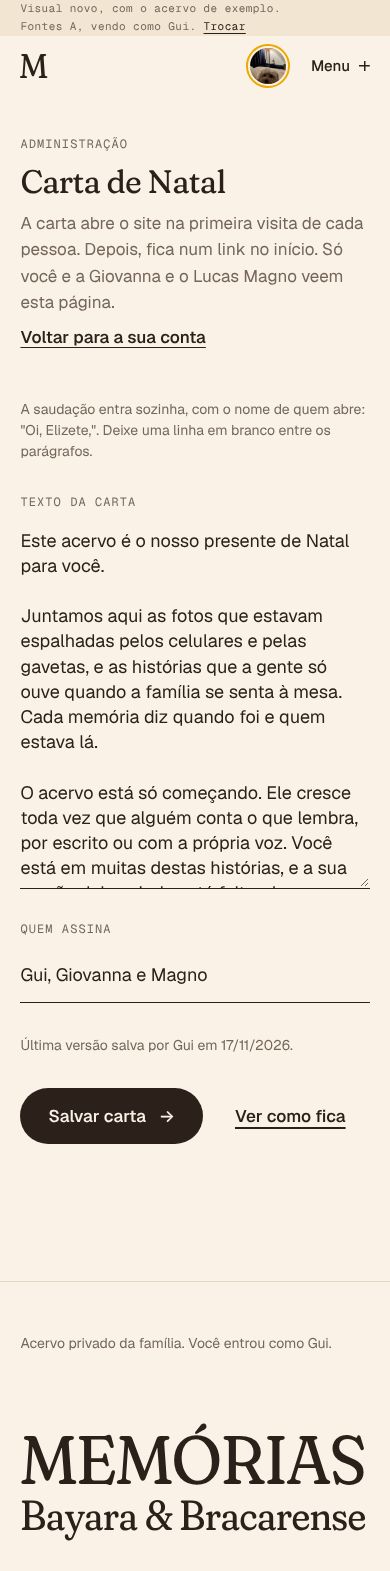 Visual novo, com o acervo de exemplo.
Fontes A, vendo como Gui. Trocar
M
Menu +
ADMINISTRAÇÃO
Carta de Natal
A carta abre o site na primeira visita de cada
pessoa. Depois, fica num link no início. Só
você e a Giovanna e o Lucas Magno veem
esta página.
Voltar para a sua conta
A saudação entra sozinha, com o nome de quem abre:
"Oi, Elizete,". Deixe uma linha em branco entre os
parágrafos.
TEXTO DA CARTA
Este acervo é o nosso presente de Natal
para você.
Juntamos aqui as fotos que estavam
espalhadas pelos celulares e pelas
gavetas, e as histórias que a gente só
ouve quando a família se senta à mesa.
Cada memória diz quando foi e quem
estava lá.
O acervo está só começando. Ele cresce
toda vez que alguém conta o que lembra,
por escrito ou com a própria voz. Você
está em muitas destas histórias, e a sua
QUEM ASSINA
Gui, Giovanna e Magno
Última versão salva por Gui em 17/11/2026.
Salvar carta →
Ver como fica
Acervo privado da família. Você entrou como Gui.
MEMÓRIAS
Bayara & Bracarense